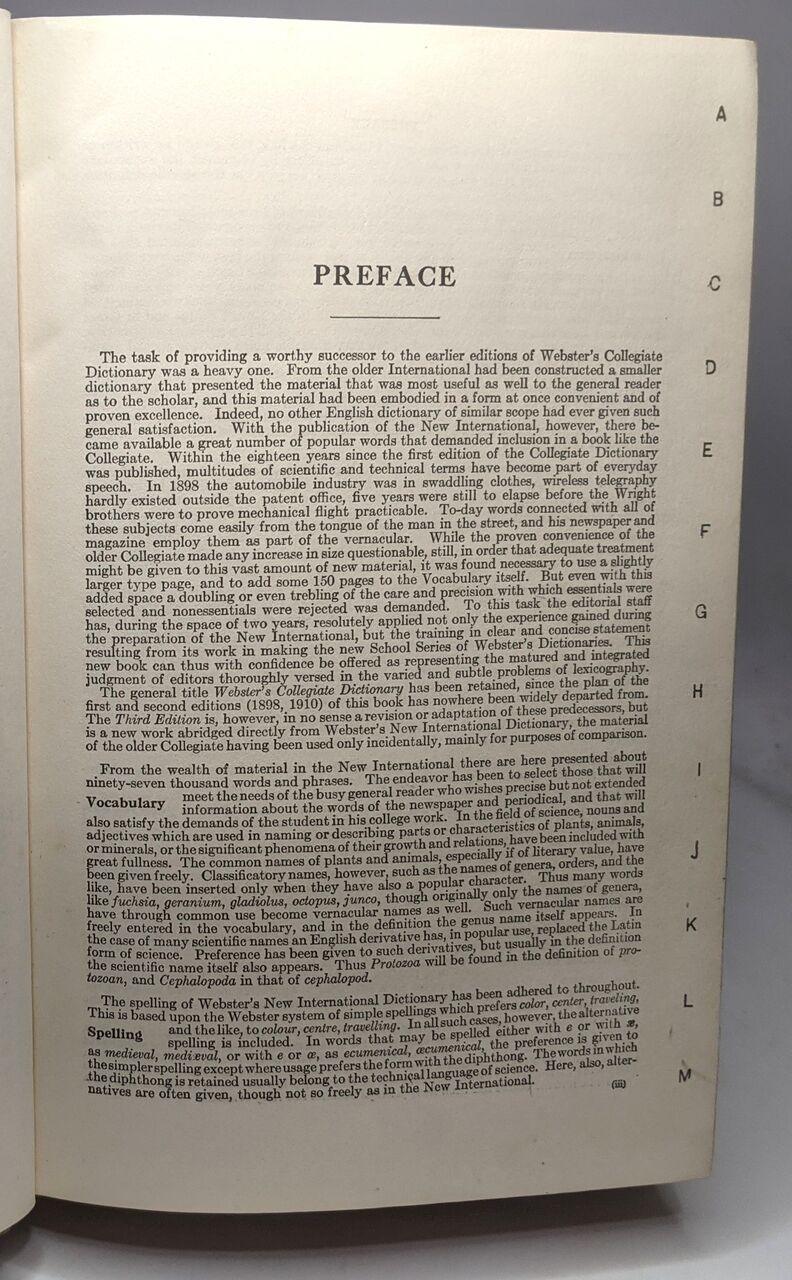 PREFACE
The task of providing a worthy successor to the earlier editions of Webster's Collegiate
Dictionary was a heavy one. From the older International had been constructed a smaller
dictionary that presented the material that was most useful as well to the general reader
as to the scholar, and this material had been embodied in a form at once convenient and of
proven excellence. Indeed, no other English dictionary of similar scope had ever given such
general satisfaction. With the publication of the New International, however, there be-
came available a great number of popular words that demanded inclusion in a book like the
Collegiate. Within the eighteen years since the first edition of the Collegiate Dictionary
was published, multitudes of scientific and technical terms have become part of everyday
speech. In 1898 the automobile industry was in swaddling clothes, wireless telegraphy
hardly existed outside the patent office, five years were still to elapse before the Wright
brothers were to prove mechanical flight practicable. To-day words connected with all of
these subjects come easily from the tongue of the man in the street, and his newspaper and
magazine employ them as part of the vernacular. While the proven convenience of the
older Collegiate made any increase in size questionable, still, in order that adequate treatment
might be given to this vast amount of new material, it was found necessary to use a slightly
larger type page, and to add some 150 pages to the Vocabulary itself. But even with this
added space a doubling or even trebling of the care and precision with which essentials were
selected and nonessentials were rejected was demanded. To this task the editorial staff
has, during the space of two years, resolutely applied not only the experience gained during
the preparation of the New International, but the training in clear and concise statement
resulting from its work in making the new School Series of Webster's Dictionaries. This
new book can thus with confidence be offered as representing the matured and integrated
judgment of editors thoroughly versed in the varied and subtle problems of lexicography.
The general title Webster's Collegiate Dictionary has been retained, since the plan of the
first and second editions (1898, 1910) of this book has nowhere been widely departed from.
The Third Edition is, however, in no sense a revision or adaptation of these predecessors, but
is a new work abridged directly from Webster's New International Dictionary, the material
of the older Collegiate having been used only incidentally, mainly for purposes of comparison.
From the wealth of material in the New International there are here presented about
ninety-seven thousand words and phrases. The endeavor has been to select those that will
Vocabulary meet the needs of the busy general reader who wishes precise but not extended
information about the words of the newspaper and periodical, and that will
also satisfy the demands of the student in his college work. In the field of science, nouns and
adjectives which are used in naming or describing parts or characteristics of plants, animals,
or minerals, or the significant phenomena of their growth and relations, have been included with
great fullness. The common names of plants and animals, especially if of literary value, have
been given freely. Classificatory names, however, such as the names of genera, orders, and the
like, have been inserted only when they have also a popular character. Thus many words
like fuchsia, geranium, gladiolus, octopus, junco, though originally only the names of genera,
have through common use become vernacular names as well. Such vernacular names are
freely entered in the vocabulary, and in the definition the genus name itself appears. In
the case of many scientific names an English derivative has, in popular use, replaced the Latin
form of science. Preference has been given to such derivatives, but usually in the definition
the scientific name itself also appears. Thus Protozoa will be found in the definition of pro-
tozoan, and Cephalopoda in that of cephalopod.
The spelling of Webster's New International Dictionary has been adhered to throughout.
This is based upon the Webster system of simple spellings which prefers color, center, traveling,
Spelling and the like, to colour, centre, travelling. In all such cases, however, the alternative
spelling is included. In words that may be spelled either with e or with æ,
as medieval, mediæval, or with e or œ, as ecumenical, œcumenical, the preference is given to
the simpler spelling except where usage prefers the form with the diphthong. The words in which
the diphthong is retained usually belong to the technical language of science. Here, also, alter-
natives are often given, though not so freely as in the New International.
(iii)
A
B
C
D
E
F
G
H
I
J
K
L
M